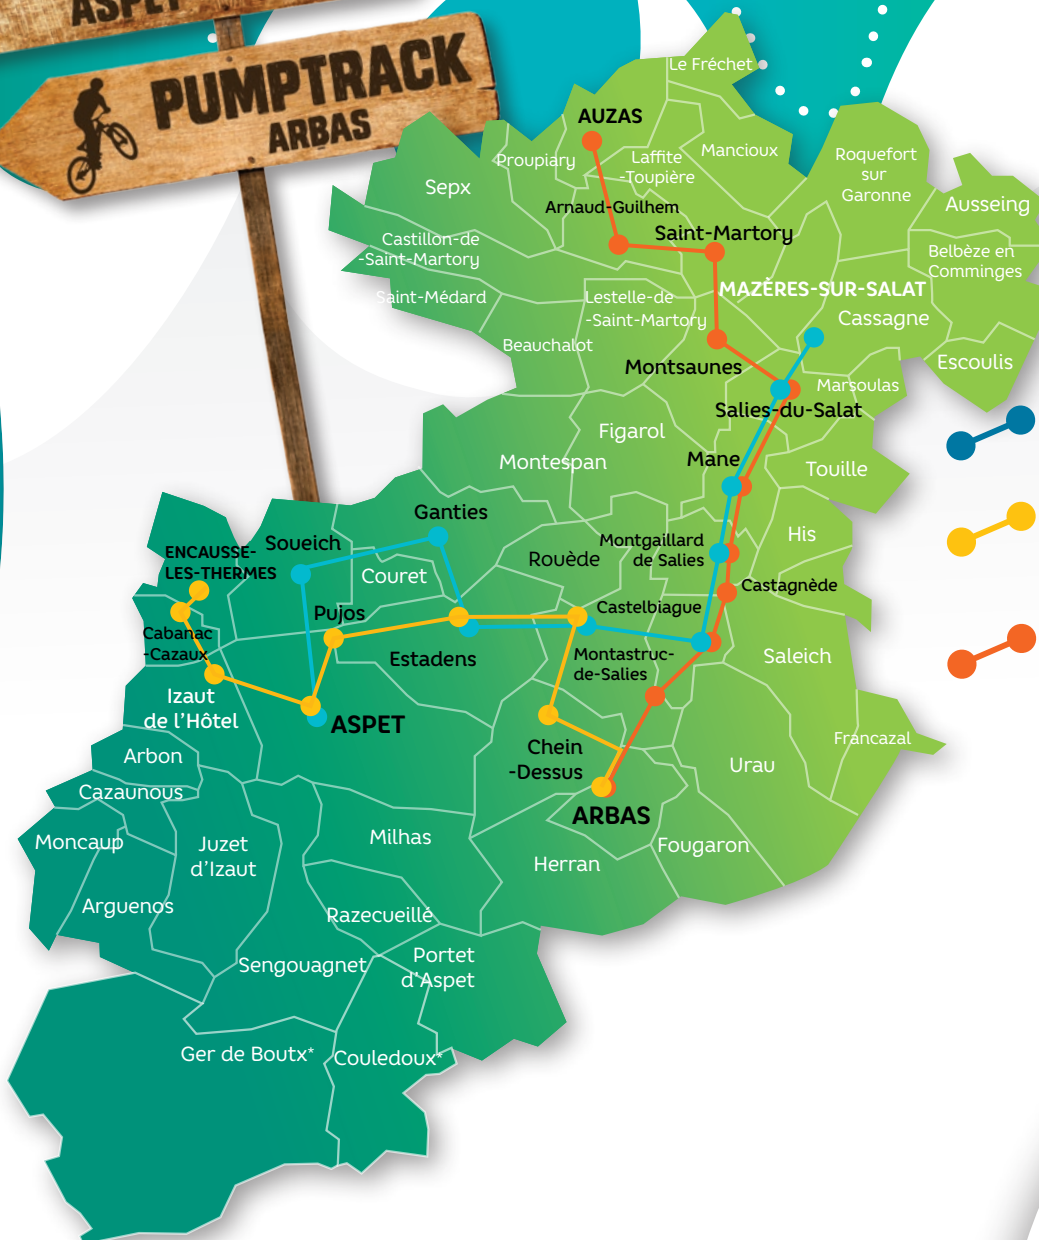 ASPET
PUMPTRACK
ARBAS
Le Fréchet
AUZAS
Proupiary
Laffite
-Toupière
Mancioux
Roquefort
sur
Garonne
Sepx
Ausseing
Arnaud-Guilhem
Saint-Martory
Castillon-de
-Saint-Martory
Belbèze en
Comminges
Saint-Médard
Lestelle-de
-Saint-Martory
MAZÈRES-SUR-SALAT
Cassagne
Beauchalot
Montsaunes
Escoulis
Marsoulas
Salies-du-Salat
Figarol
Montespan
Mane
Touille
Ganties
Soueich
His
ENCAUSSE-
LES-THERMES
Couret
Rouède
Montgaillard
de Salies
Castagnède
Pujos
Castelbiague
Cabanac
-Cazaux
Estadens
Montastruc-
de-Salies
Saleich
Izaut
de l'Hôtel
ASPET
Francazal
Arbon
Chein
-Dessus
Urau
Cazaunous
ARBAS
Moncaup
Juzet
d'Izaut
Milhas
Herran
Fougaron
Arguenos
Razecueillé
Sengouagnet
Portet
d'Aspet
Ger de Boutx*
Couledoux*